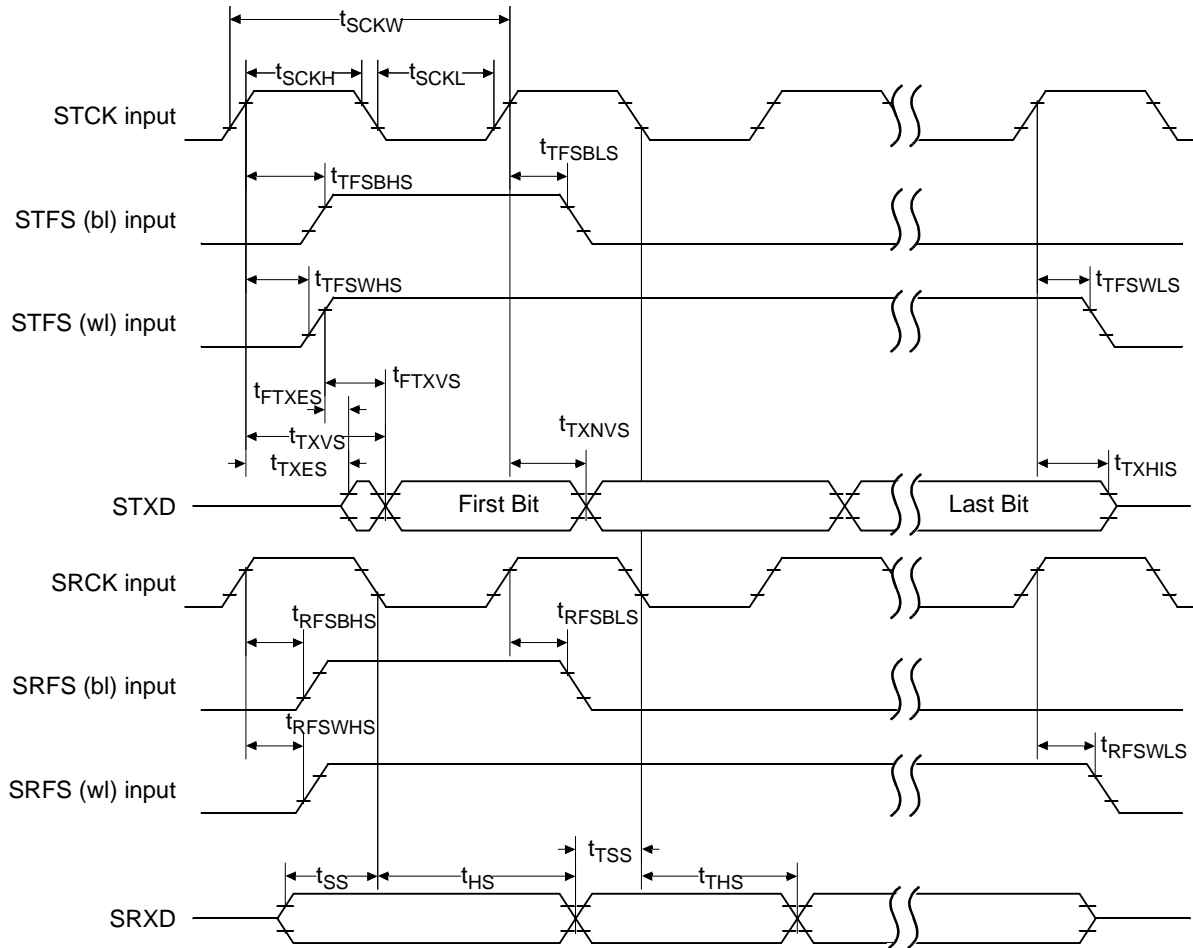 tSCKW
tSCKH tSCKL
STCK input
tTFSBLS
tTFSBHS
STFS (bl) input
tTFSWHS tTFSWLS
STFS (wl) input
tFTXES tFTXVS
tTXVS tTXNVS
tTXES tTXHIS
STXD First Bit Last Bit
SRCK input
tRFSBHS tRFSBLS
SRFS (bl) input
tRFSWHS tRFSWLS
SRFS (wl) input
tTSS
tSS tHS tTHS
SRXD